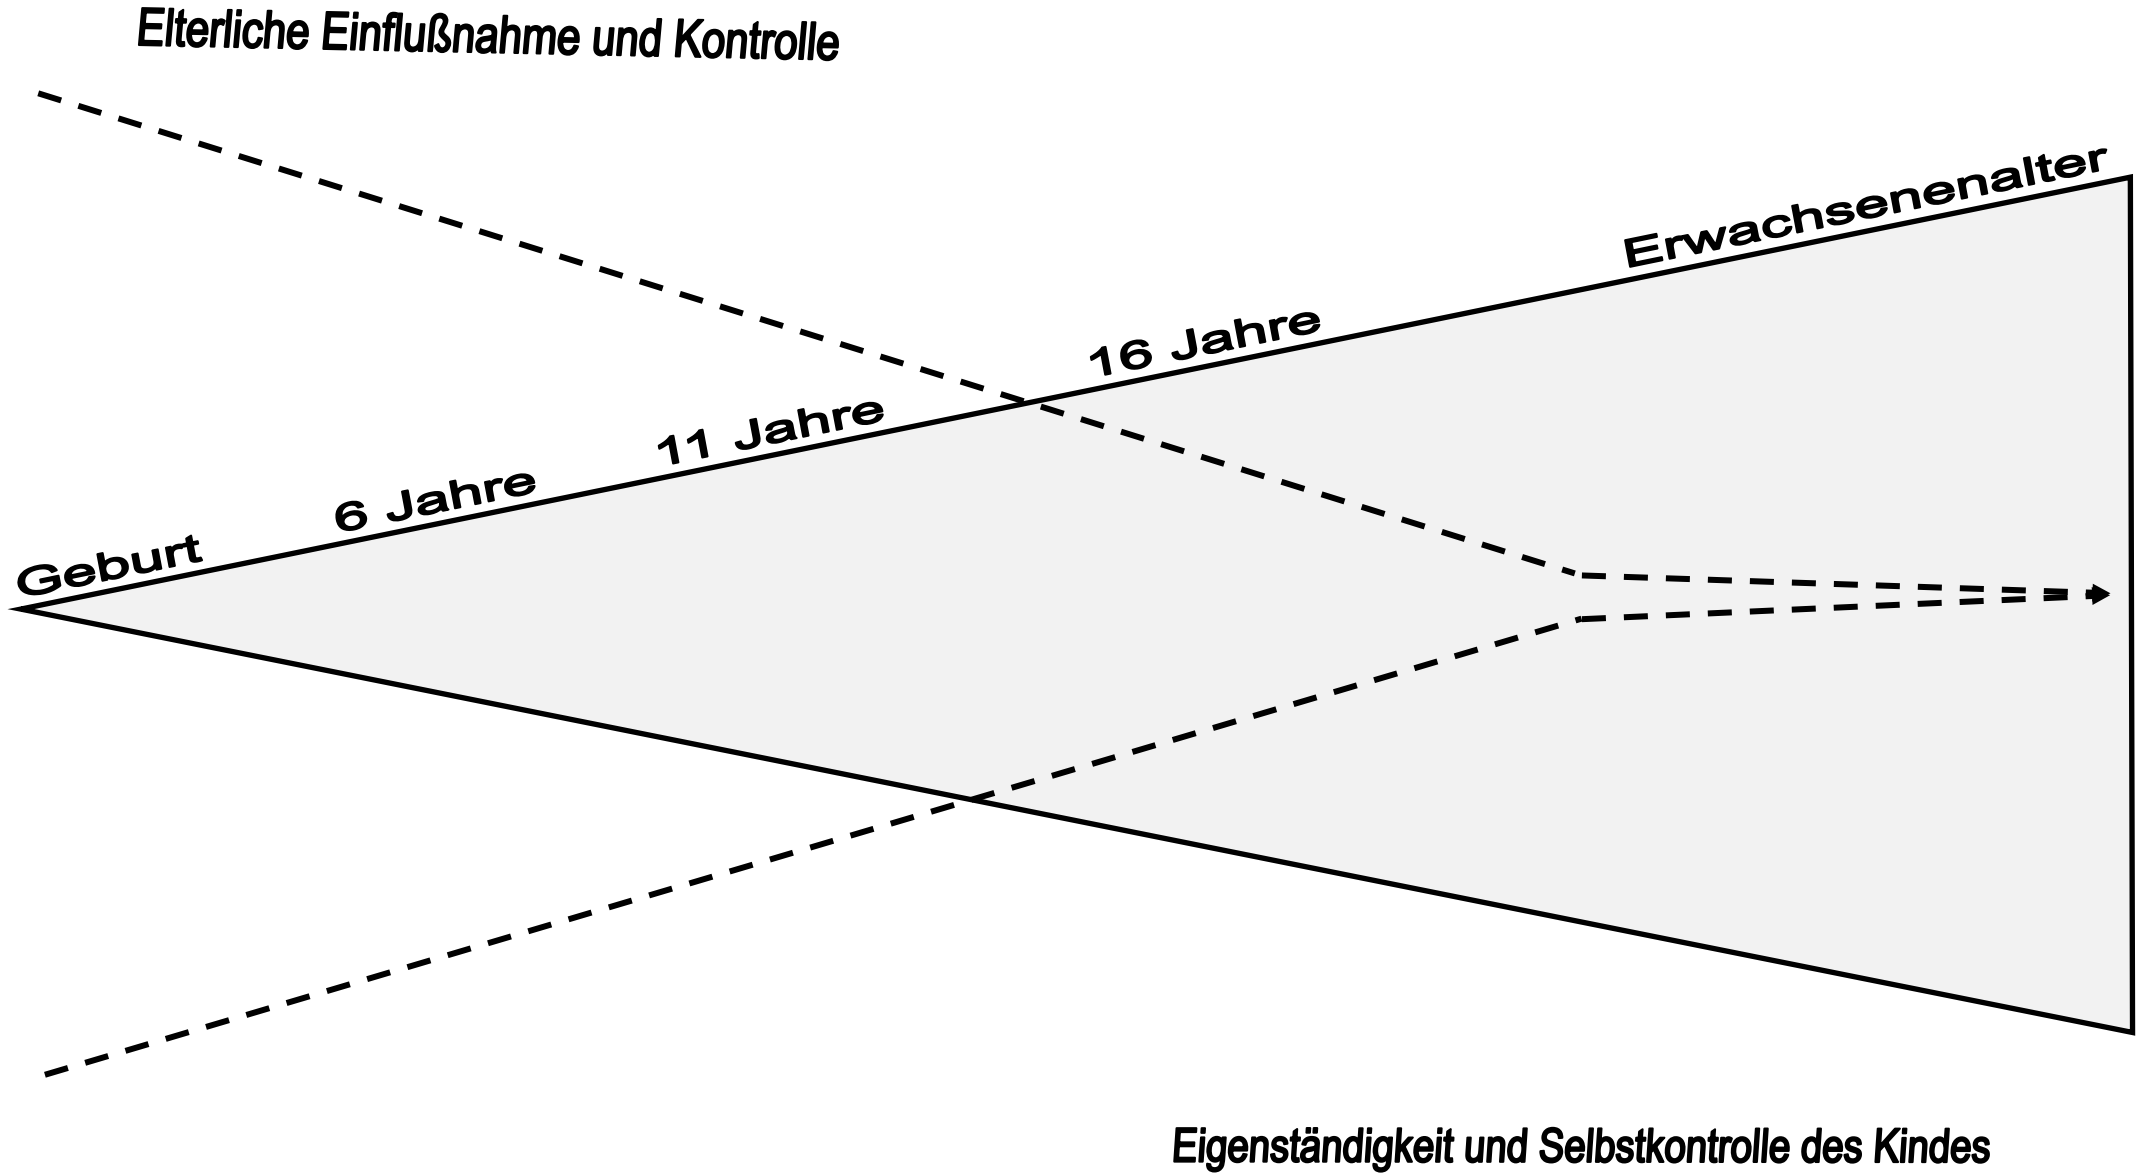 Elterliche Einflußnahme und Kontrolle
Erwachsenenalter
16 Jahre
11 Jahre
6 Jahre
Geburt
Eigenständigkeit und Selbstkontrolle des Kindes